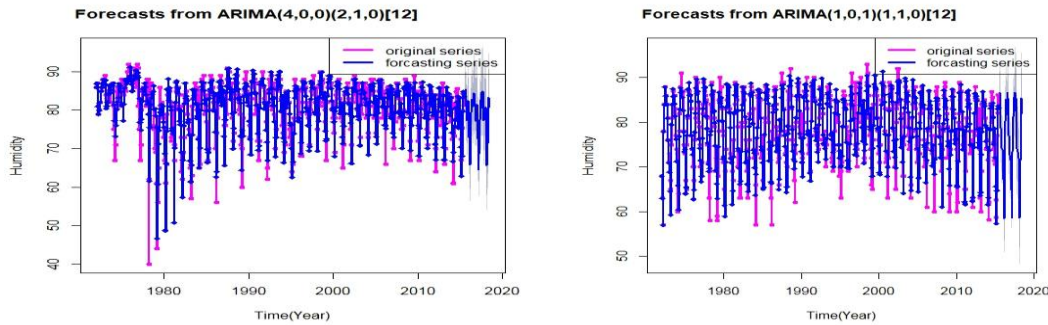 Forecasts from ARIMA(4,0,0)(2,1,0)[12]
original series
forcasting series
Humidity
90
80
70
60
50
40
1980
1990
2000
2010
2020
Time(Year)
Forecasts from ARIMA(1,0,1)(1,1,0)[12]
original series
forcasting series
Humidity
90
80
70
60
50
1970
1980
1990
2000
2010
2020
Time(Year)